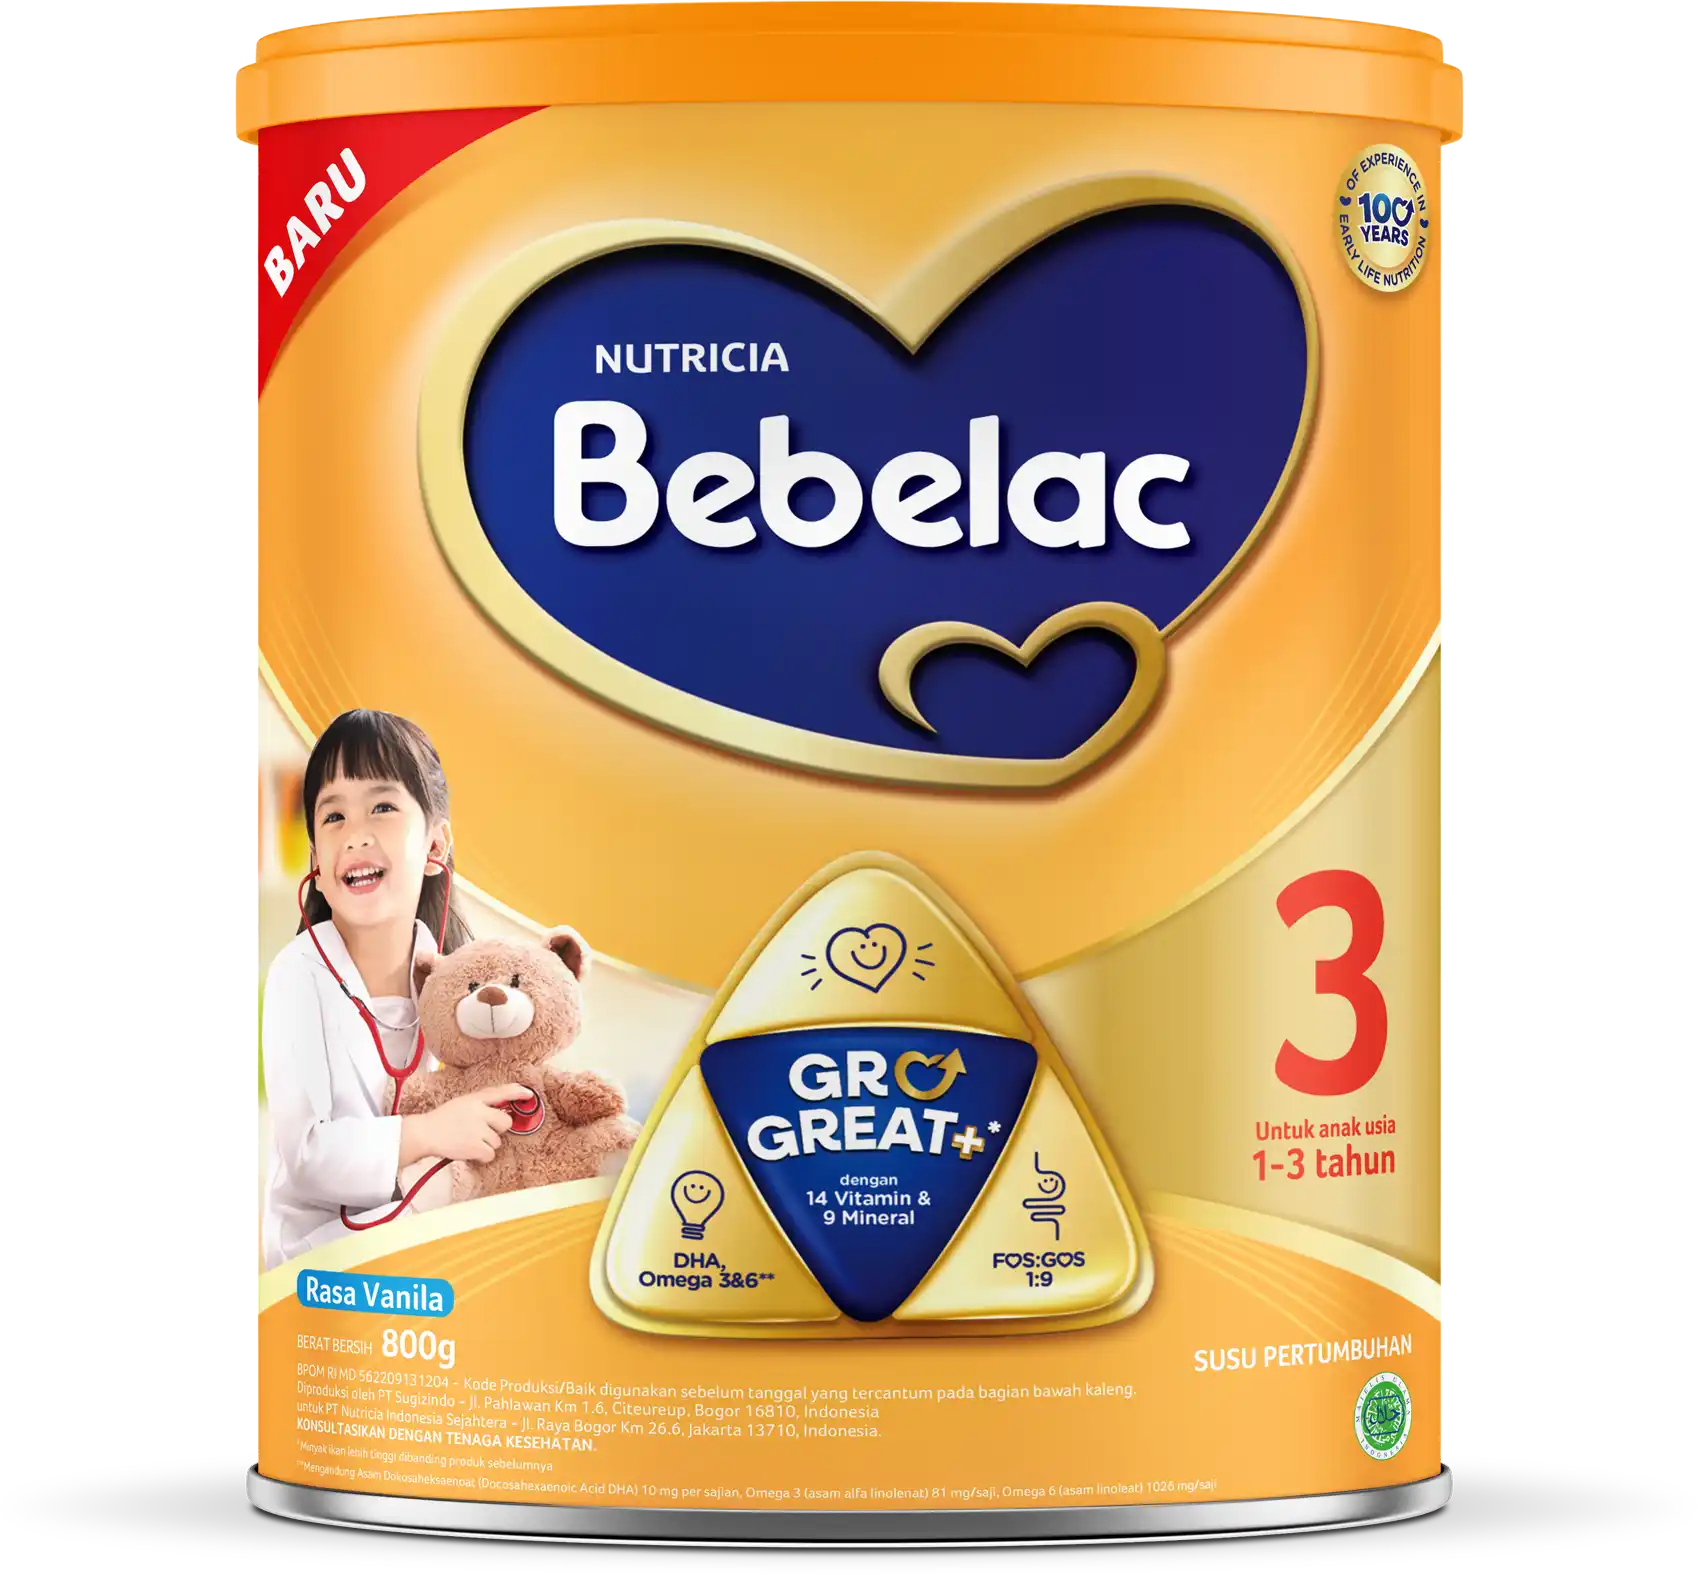 BARU
OF EXPERIENCE IN
100
YEARS
EARLY LIFE NUTRITION
NUTRICIA
Bebelac
3
Untuk anak usia
1-3 tahun
GRO
GREAT+*
dengan
14 Vitamin &
9 Mineral
DHA,
Omega 3&6**
FOS:GOS
1:9
Rasa Vanila
BERAT BERSIH 800g
SUSU PERTUMBUHAN
BPOM RI MD 562209131204 - Kode Produksi/Baik digunakan sebelum tanggal yang tercantum pada bagian bawah kaleng.
Diproduksi oleh PT Sugizindo - Jl. Pahlawan Km 1.6, Citeureup, Bogor 16810, Indonesia
untuk PT Nutricia Indonesia Sejahtera - Jl. Raya Bogor Km 26.6, Jakarta 13710, Indonesia.
KONSULTASIKAN DENGAN TENAGA KESEHATAN.
*Minyak ikan lebih tinggi dibanding produk sebelumnya
**Mengandung Asam Dokosaheksaenoat (Docosahexaenoic Acid DHA) 10 mg per sajian, Omega 3 (asam alfa linolenat) 81 mg/saji, Omega 6 (asam linoleat) 1026 mg/saji
MAJELIS ULAMA
حلال
INDONESIA